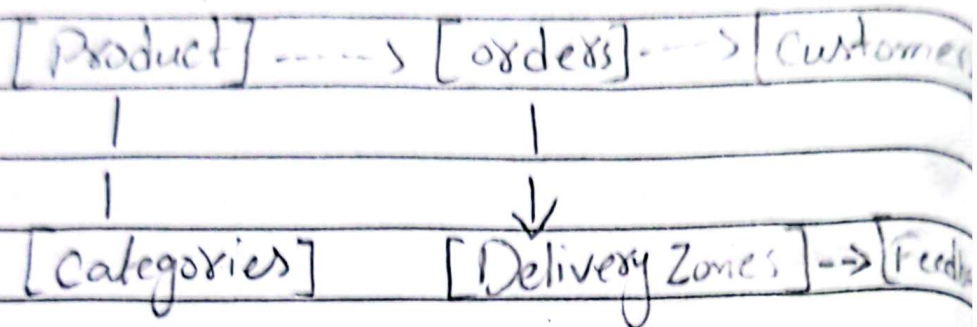 [Product] ------> [orders] ----> [Customer
[Categories] [Delivery Zones] --> [Feedb